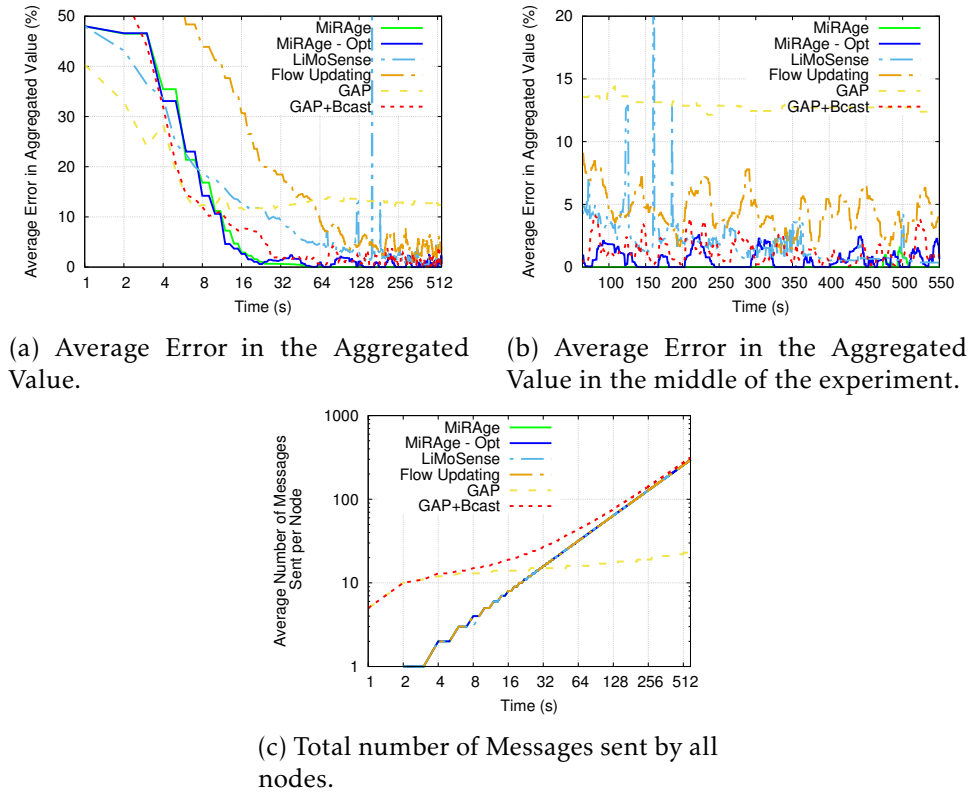 Average Error in Aggregated Value (%)
50
40
30
20
10
0
1 2 4 8 16 32 64 128 256 512
Time (s)
MiRAge
MiRAge - Opt
LiMoSense
Flow Updating
GAP
GAP+Bcast
(a) Average Error in the Aggregated
Value.
Average Error in Aggregated Value (%)
20
15
10
5
0
100 150 200 250 300 350 400 450 500 550
Time (s)
MiRAge
MiRAge - Opt
LiMoSense
Flow Updating
GAP
GAP+Bcast
(b) Average Error in the Aggregated
Value in the middle of the experiment.
Average Number of Messages
Sent per Node
1000
100
10
1
1 2 4 8 16 32 64 128 256 512
Time (s)
MiRAge
MiRAge - Opt
LiMoSense
Flow Updating
GAP
GAP+Bcast
(c) Total number of Messages sent by all
nodes.